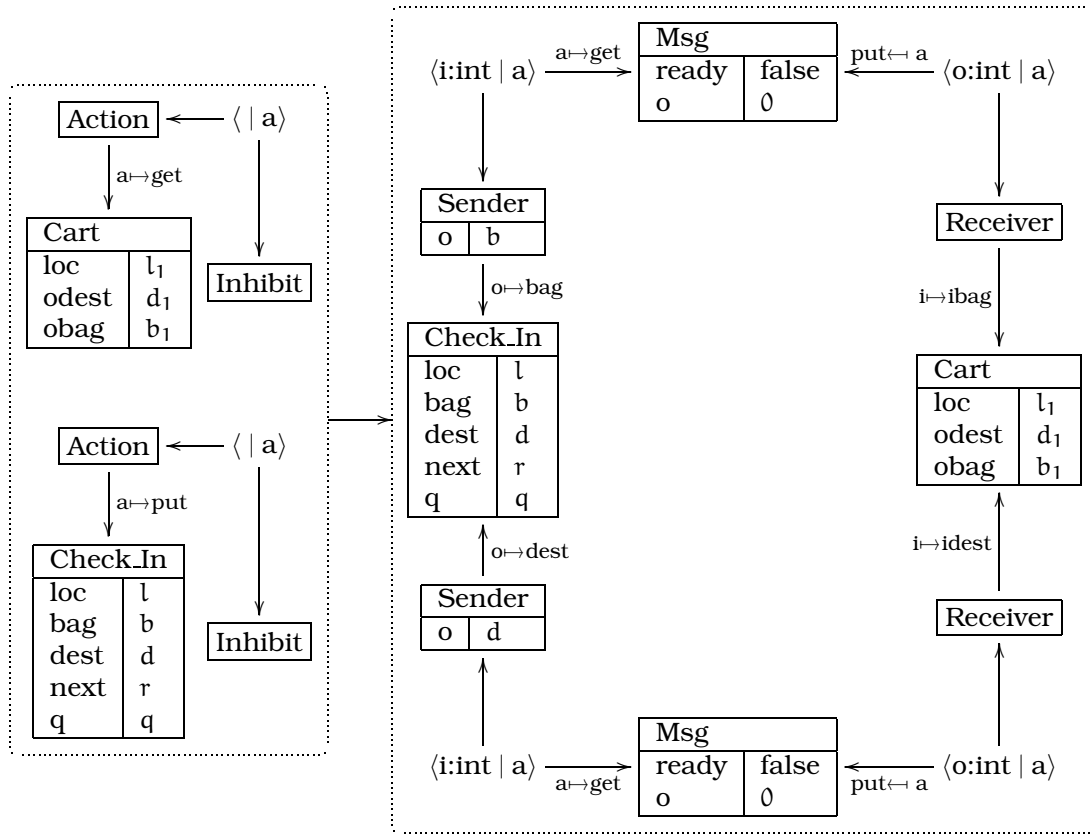 Action ⟨ | a⟩
a↦get
Cart
loc l₁
odest d₁
obag b₁
Inhibit
Action ⟨ | a⟩
a↦put
Check_In
loc l
bag b
dest d
next r
q q
Inhibit
⟨i:int | a⟩ a↦get
Msg
ready false
o 0
put↤ a ⟨o:int | a⟩
Sender
o b
o↦bag
Check_In
loc l
bag b
dest d
next r
q q
o↦dest
Sender
o d
Receiver
i↦ibag
Cart
loc l₁
odest d₁
obag b₁
i↦idest
Receiver
⟨i:int | a⟩ a↦get
Msg
ready false
o 0
put↤ a ⟨o:int | a⟩